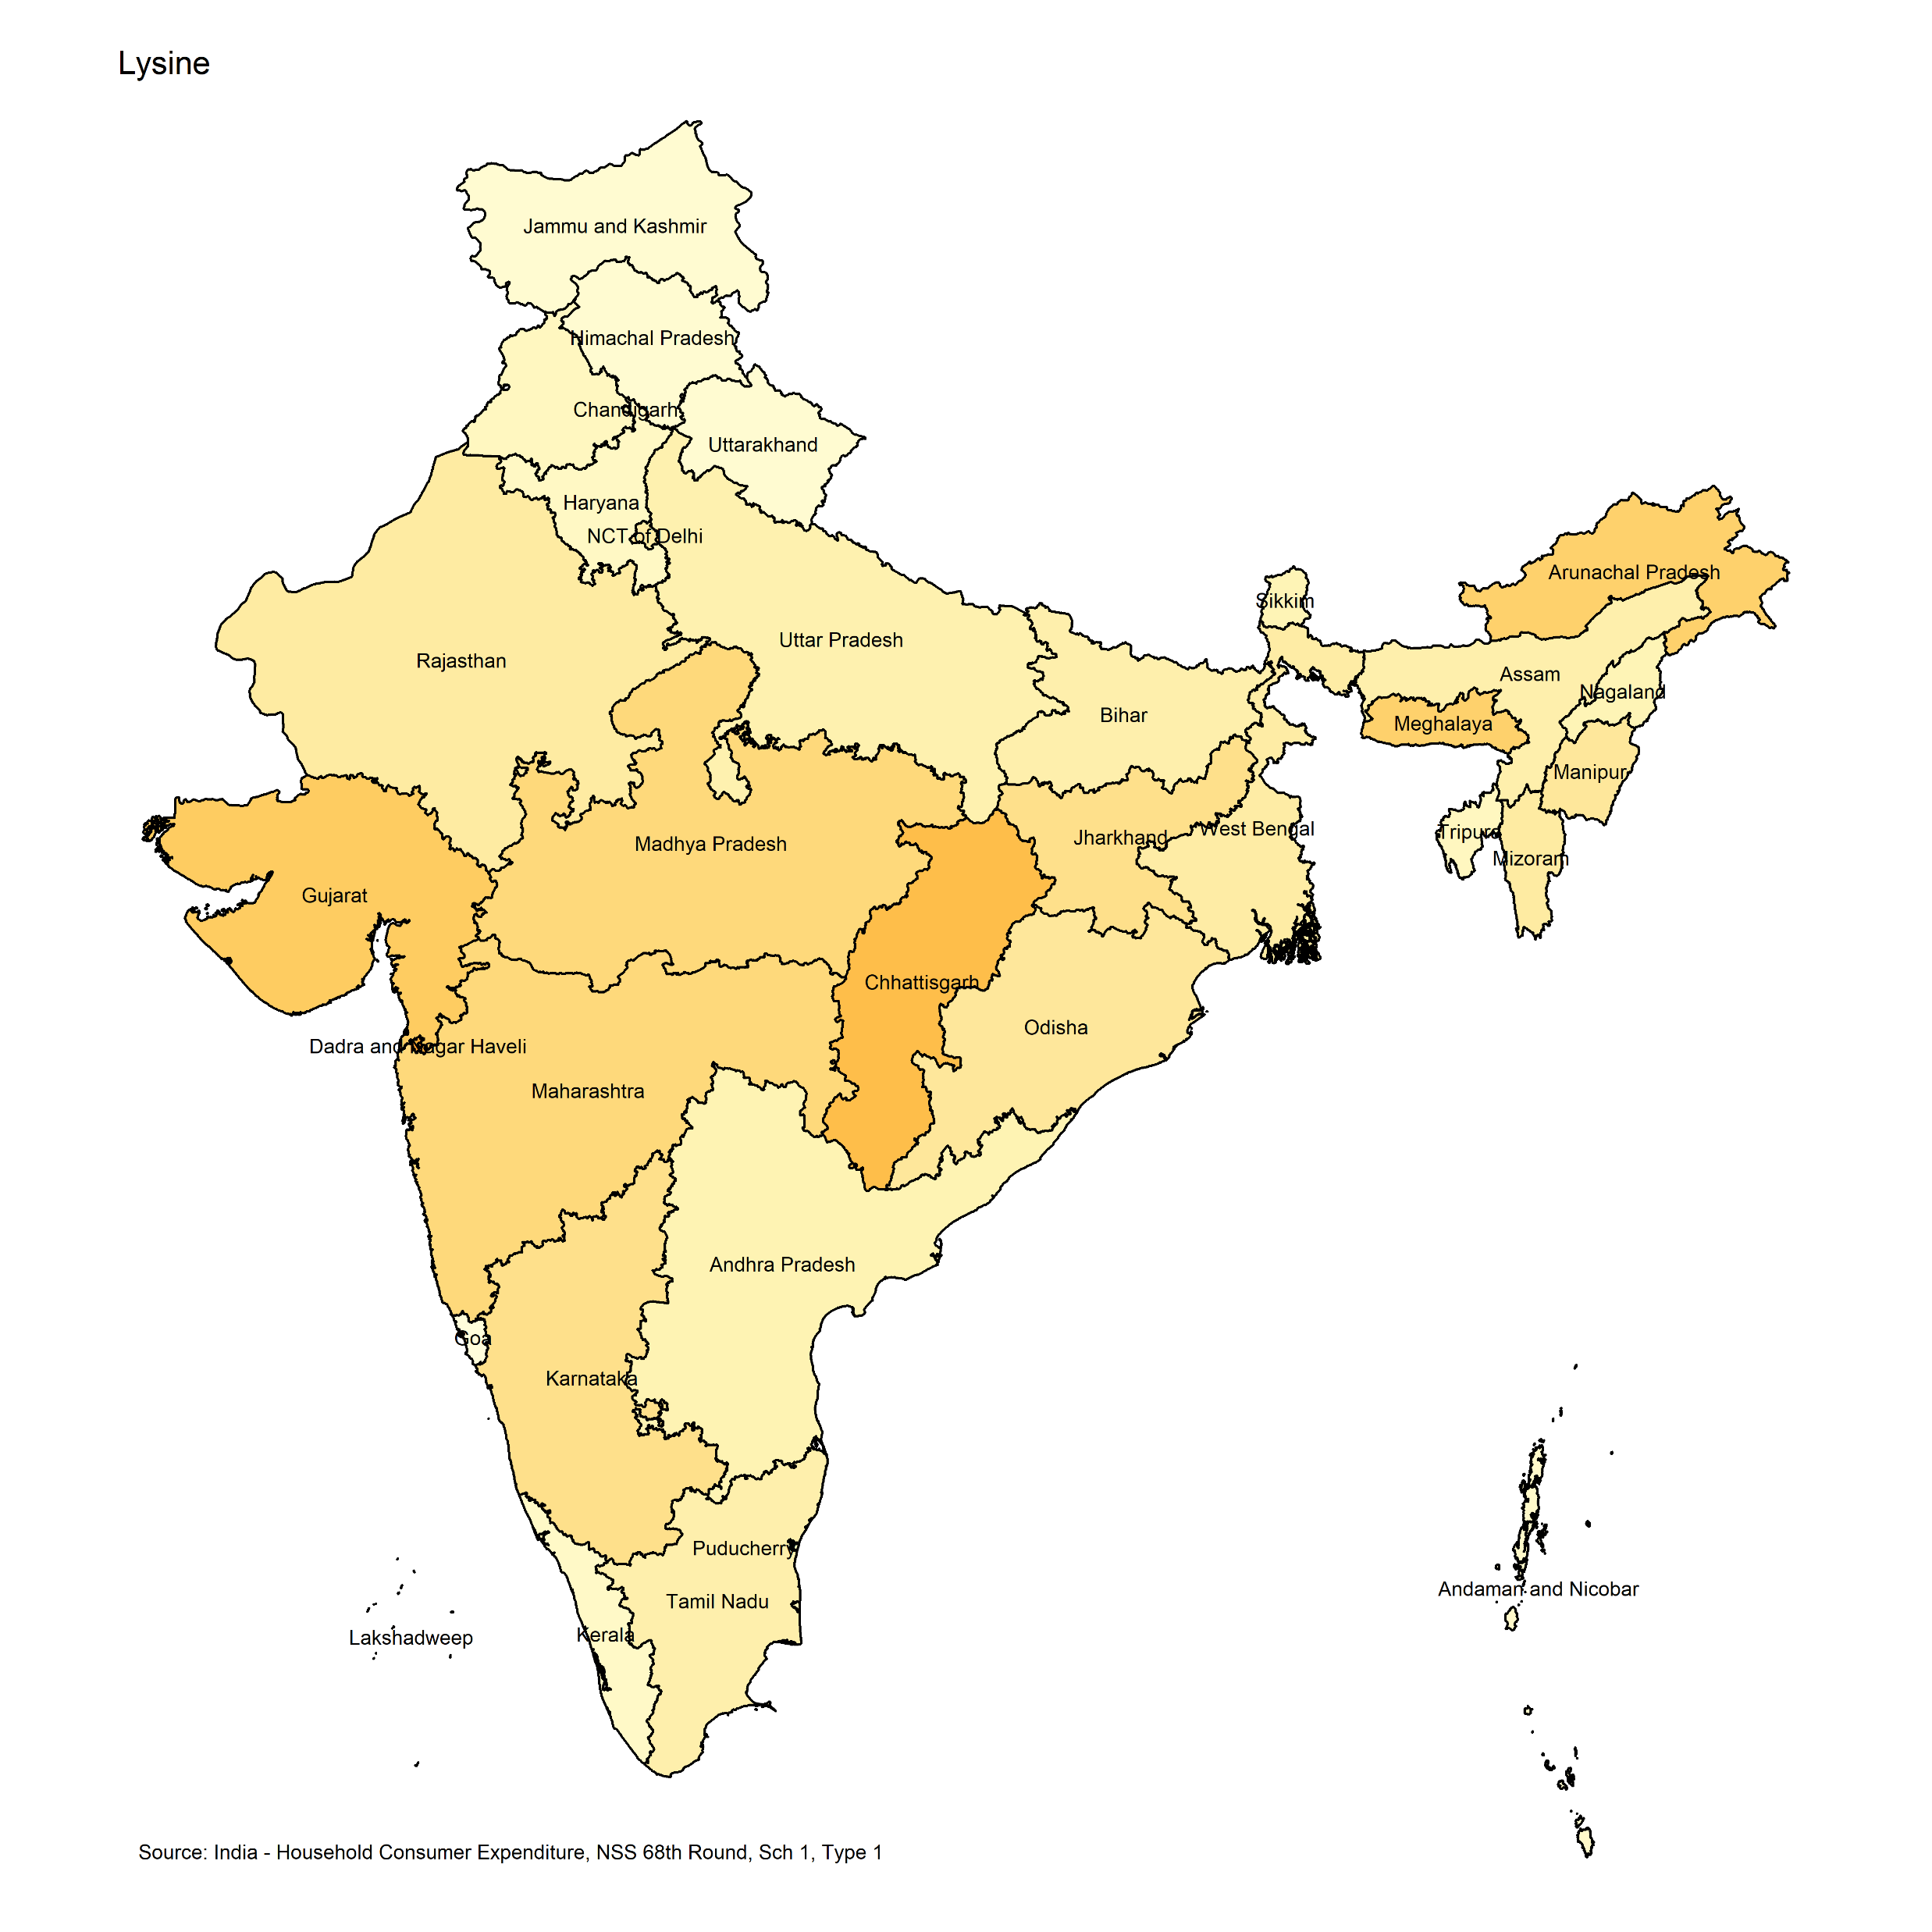 Lysine
Jammu and Kashmir
Himachal Pradesh
Chandigarh
Uttarakhand
Haryana
NCT of Delhi
Arunachal Pradesh
Sikkim
Uttar Pradesh
Rajasthan
Assam
Nagaland
Bihar
Meghalaya
Manipur
Tripura
West Bengal
Jharkhand
Madhya Pradesh
Mizoram
Gujarat
Chhattisgarh
Odisha
Dadra and Nagar Haveli
Maharashtra
Andhra Pradesh
Goa
Karnataka
Puducherry
Andaman and Nicobar
Tamil Nadu
Kerala
Lakshadweep
Source: India - Household Consumer Expenditure, NSS 68th Round, Sch 1, Type 1